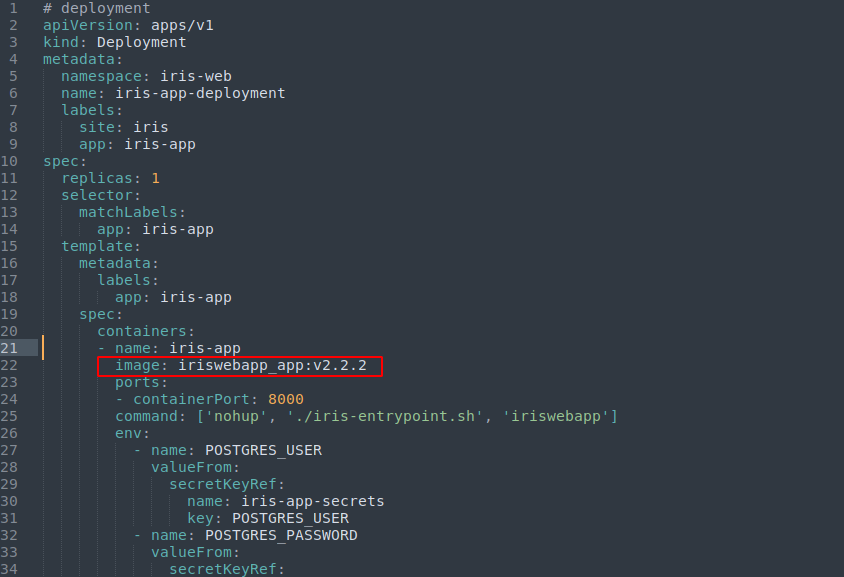 1 # deployment
2 apiVersion: apps/v1
3 kind: Deployment
4 metadata:
5   namespace: iris-web
6   name: iris-app-deployment
7   labels:
8     site: iris
9     app: iris-app
10 spec:
11   replicas: 1
12   selector:
13     matchLabels:
14       app: iris-app
15   template:
16     metadata:
17       labels:
18         app: iris-app
19     spec:
20       containers:
21       - name: iris-app
22         image: iriswebapp_app:v2.2.2
23         ports:
24         - containerPort: 8000
25         command: ['nohup', './iris-entrypoint.sh', 'iriswebapp']
26         env:
27           - name: POSTGRES_USER
28             valueFrom:
29               secretKeyRef:
30                 name: iris-app-secrets
31                 key: POSTGRES_USER
32           - name: POSTGRES_PASSWORD
33             valueFrom:
34               secretKeyRef: